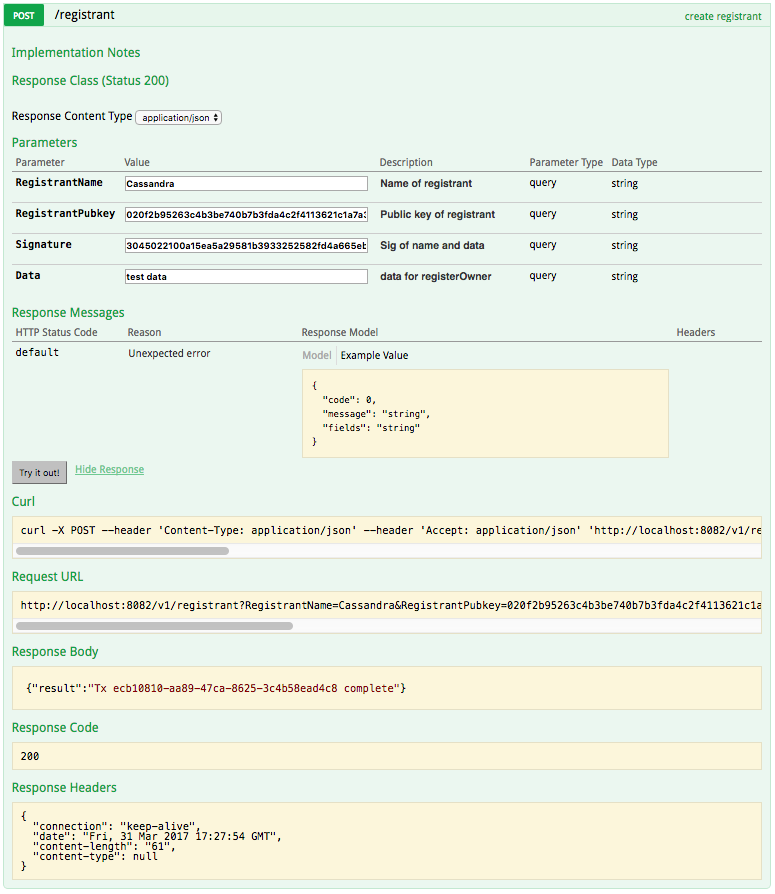 POST /registrant create registrant
Implementation Notes
Response Class (Status 200)
Response Content Type application/json
Parameters
Parameter Value Description Parameter Type Data Type
RegistrantName Cassandra Name of registrant query string
RegistrantPubkey 020f2b95263c4b3be740b7b3fda4c2f4113621c1a7a3 Public key of registrant query string
Signature 3045022100a15ea5a29581b3933252582fd4a665eb Sig of name and data query string
Data test data data for registerOwner query string
Response Messages
HTTP Status Code Reason Response Model Headers
default Unexpected error Model Example Value
{
"code": 0,
"message": "string",
"fields": "string"
}
Try it out! Hide Response
Curl
curl -X POST --header 'Content-Type: application/json' --header 'Accept: application/json' 'http://localhost:8082/v1/re
Request URL
http://localhost:8082/v1/registrant?RegistrantName=Cassandra&RegistrantPubkey=020f2b95263c4b3be740b7b3fda4c2f4113621c1a
Response Body
{"result":"Tx ecb10810-aa89-47ca-8625-3c4b58ead4c8 complete"}
Response Code
200
Response Headers
{
"connection": "keep-alive",
"date": "Fri, 31 Mar 2017 17:27:54 GMT",
"content-length": "61",
"content-type": null
}